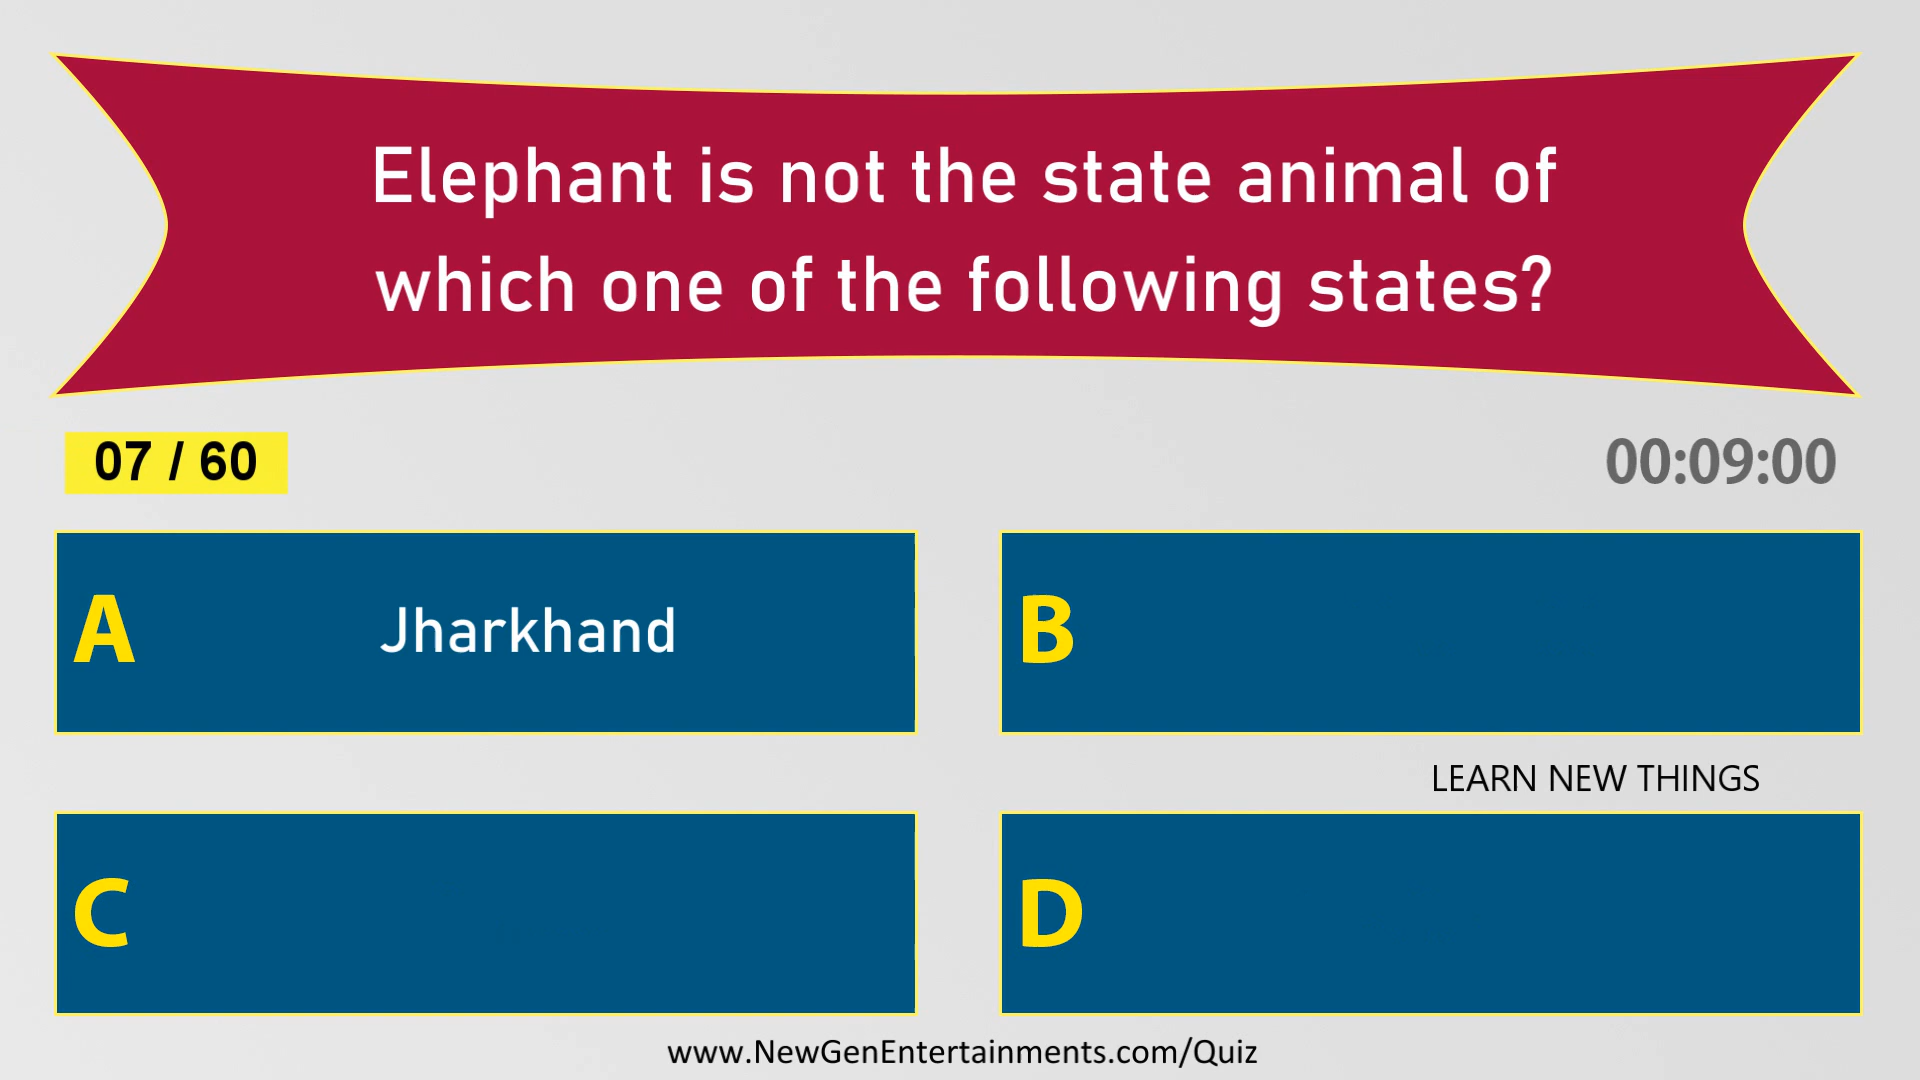 Elephant is not the state animal of
which one of the following states?
07 / 60
00:09:00
A Jharkhand
B
LEARN NEW THINGS
C
D
www.NewGenEntertainments.com/Quiz